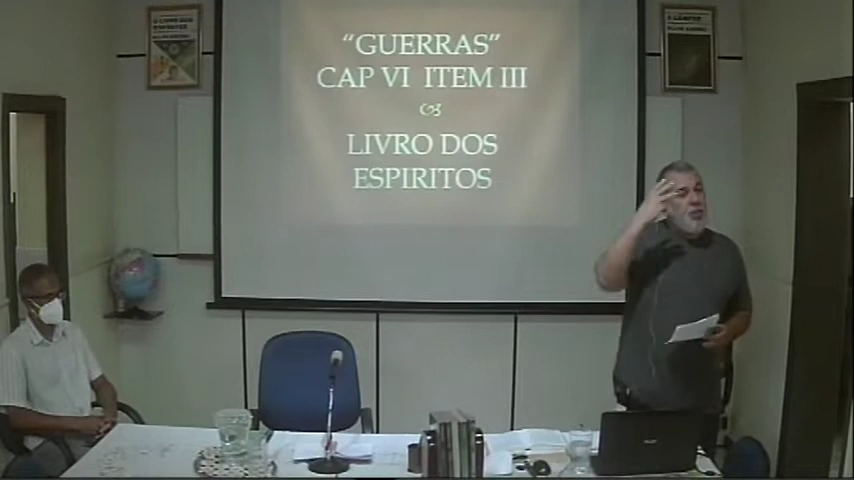 "GUERRAS"
CAP VI ITEM III
LIVRO DOS
ESPIRITOS